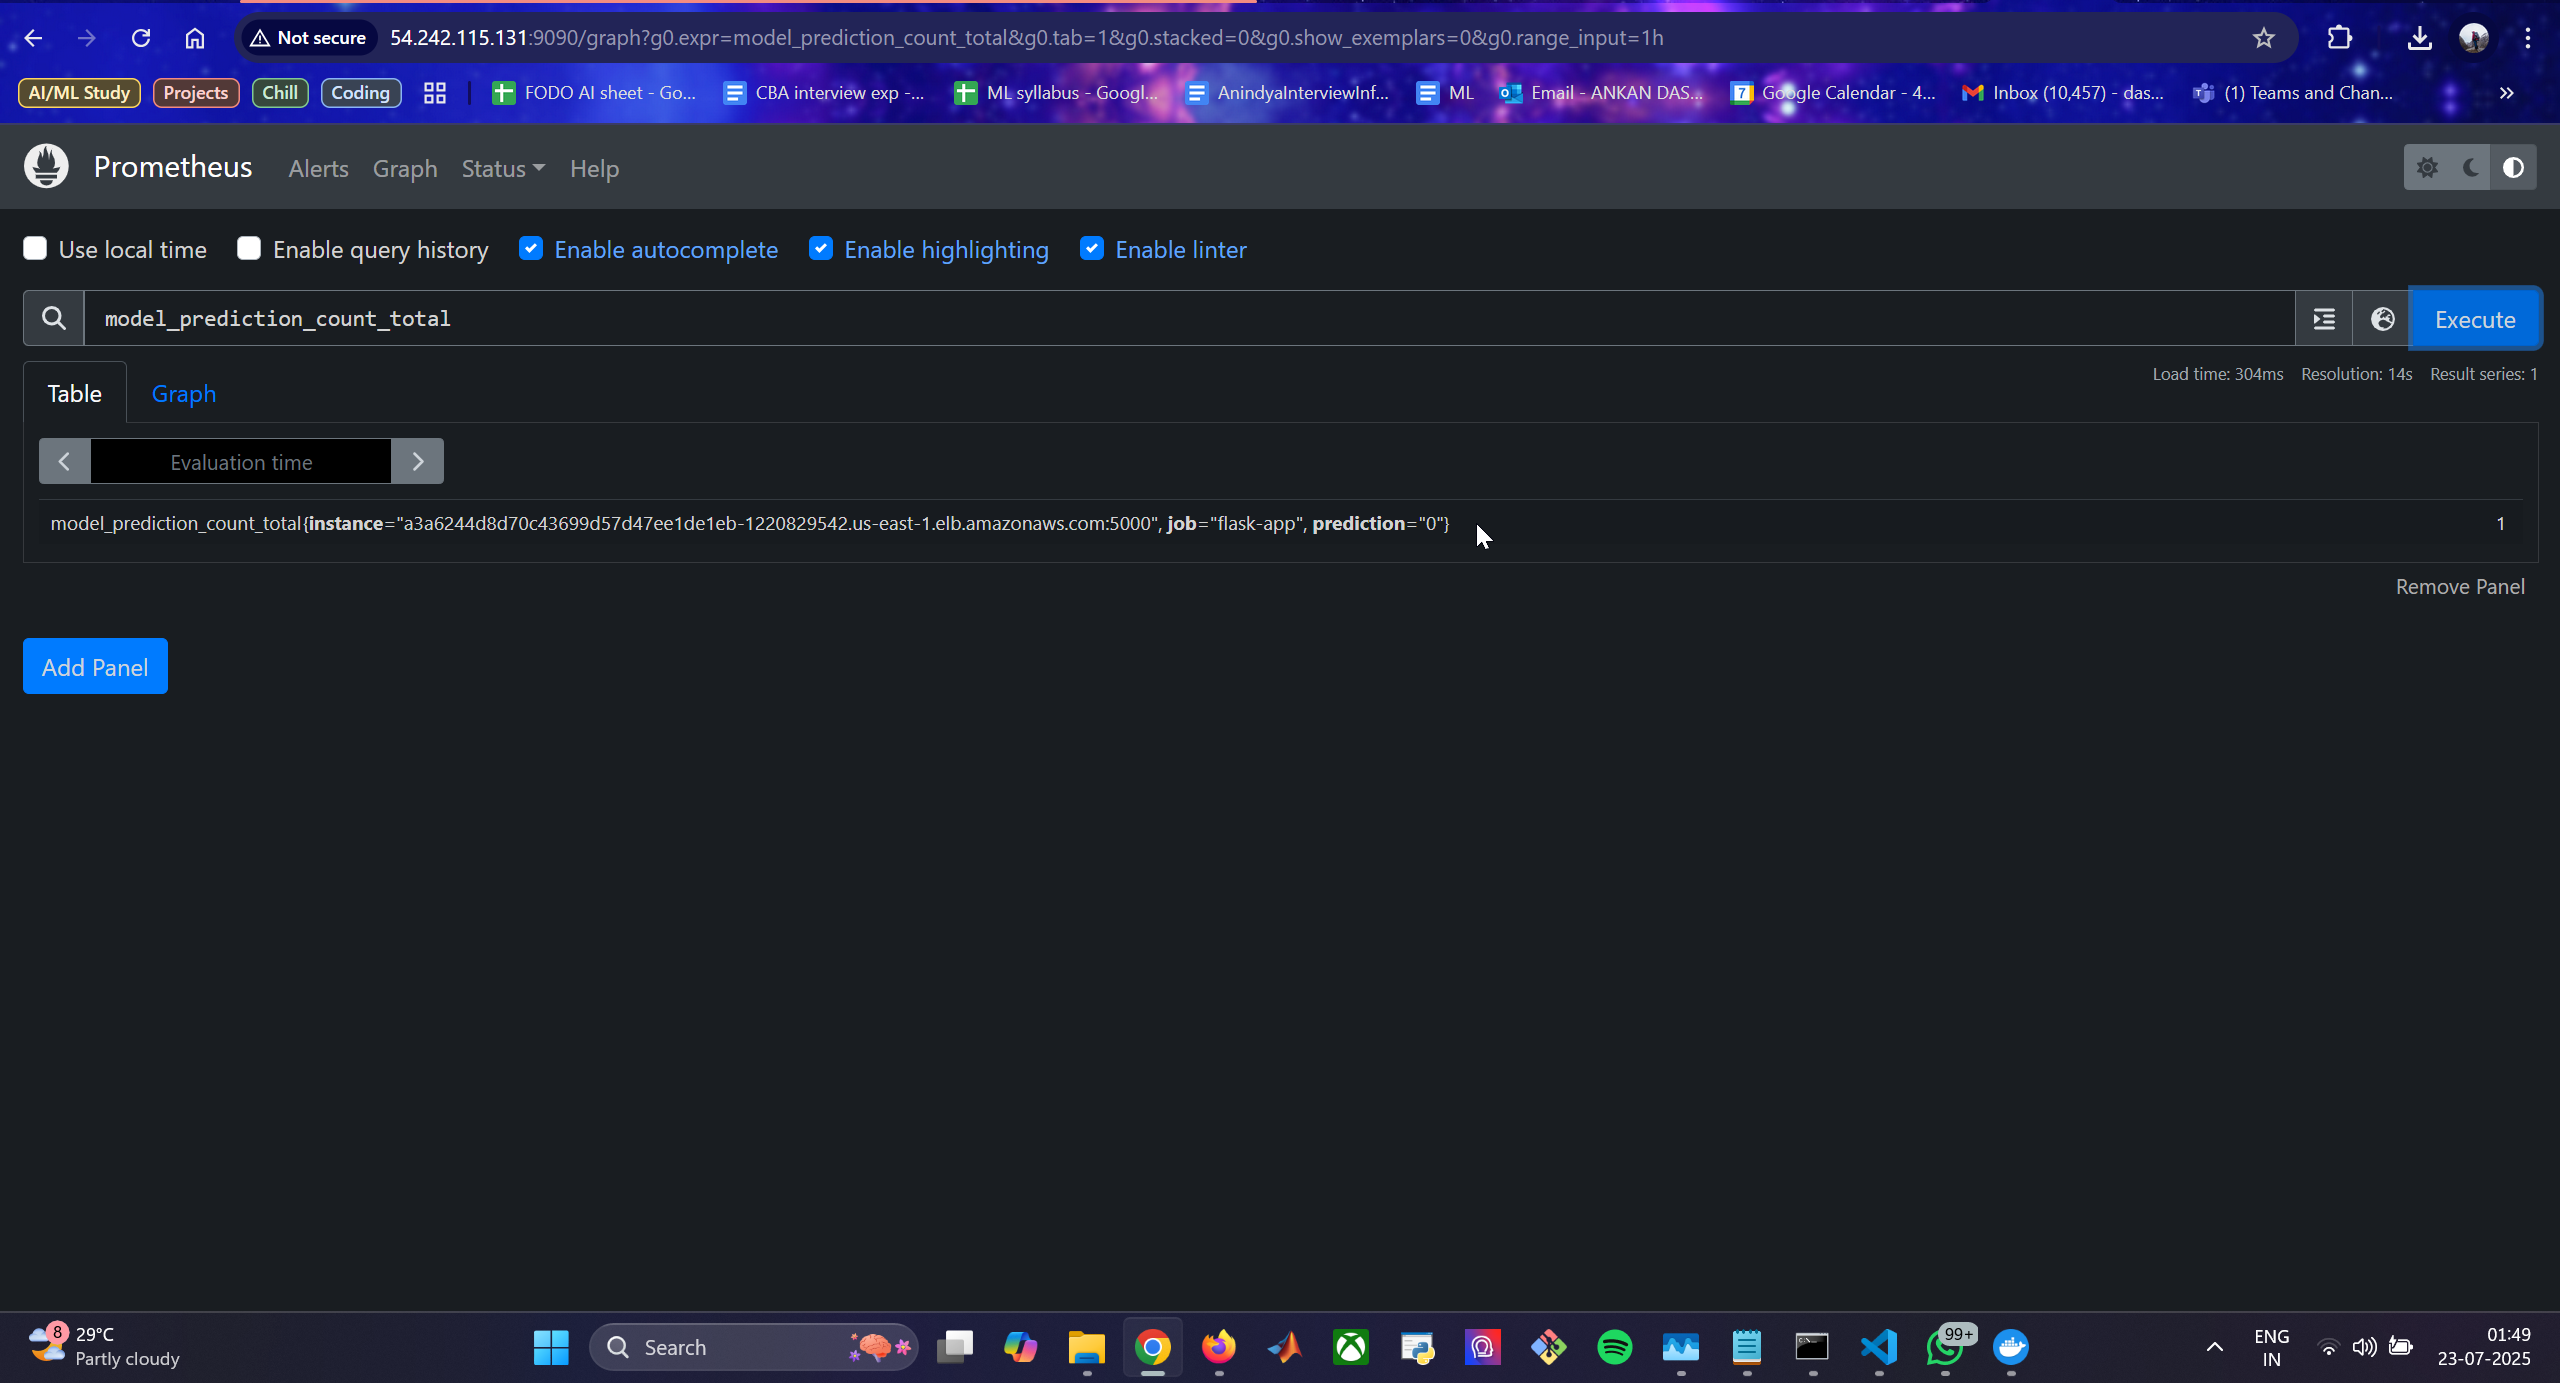 Not secure 54.242.115.131:9090/graph?g0.expr=model_prediction_count_total&g0.tab=1&g0.stacked=0&g0.show_exemplars=0&g0.range_input=1h
AI/ML Study Projects Chill Coding FODO AI sheet - Go... CBA interview exp -... ML syllabus - Googl... AnindyaInterviewInf... ML Email - ANKAN DAS... Google Calendar - 4... Inbox (10,457) - das... (1) Teams and Chan... »
Prometheus Alerts Graph Status Help
Use local time Enable query history Enable autocomplete Enable highlighting Enable linter
model_prediction_count_total Execute
Table Graph Load time: 304ms Resolution: 14s Result series: 1
Evaluation time
model_prediction_count_total{instance="a3a6244d8d70c43699d57d47ee1de1eb-1220829542.us-east-1.elb.amazonaws.com:5000", job="flask-app", prediction="0"} 1
Remove Panel
Add Panel
8 29°C
Partly cloudy
Search
99+
ENG
IN
01:49
23-07-2025